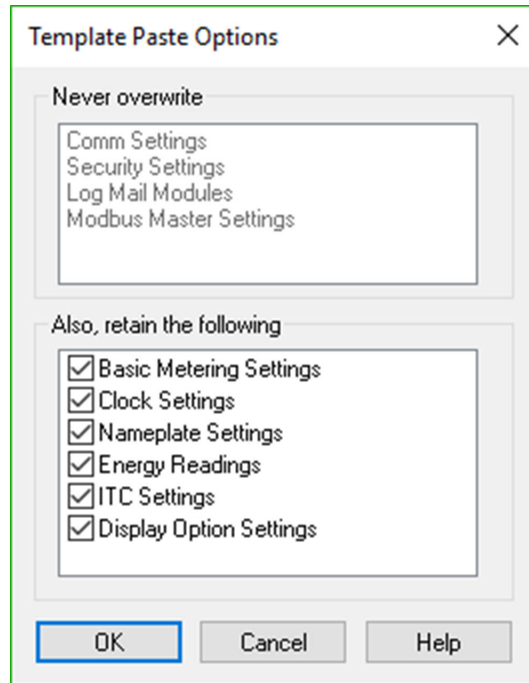 Template Paste Options
Never overwrite
Comm Settings
Security Settings
Log Mail Modules
Modbus Master Settings
Also, retain the following
Basic Metering Settings
Clock Settings
Nameplate Settings
Energy Readings
ITC Settings
Display Option Settings
OK Cancel Help